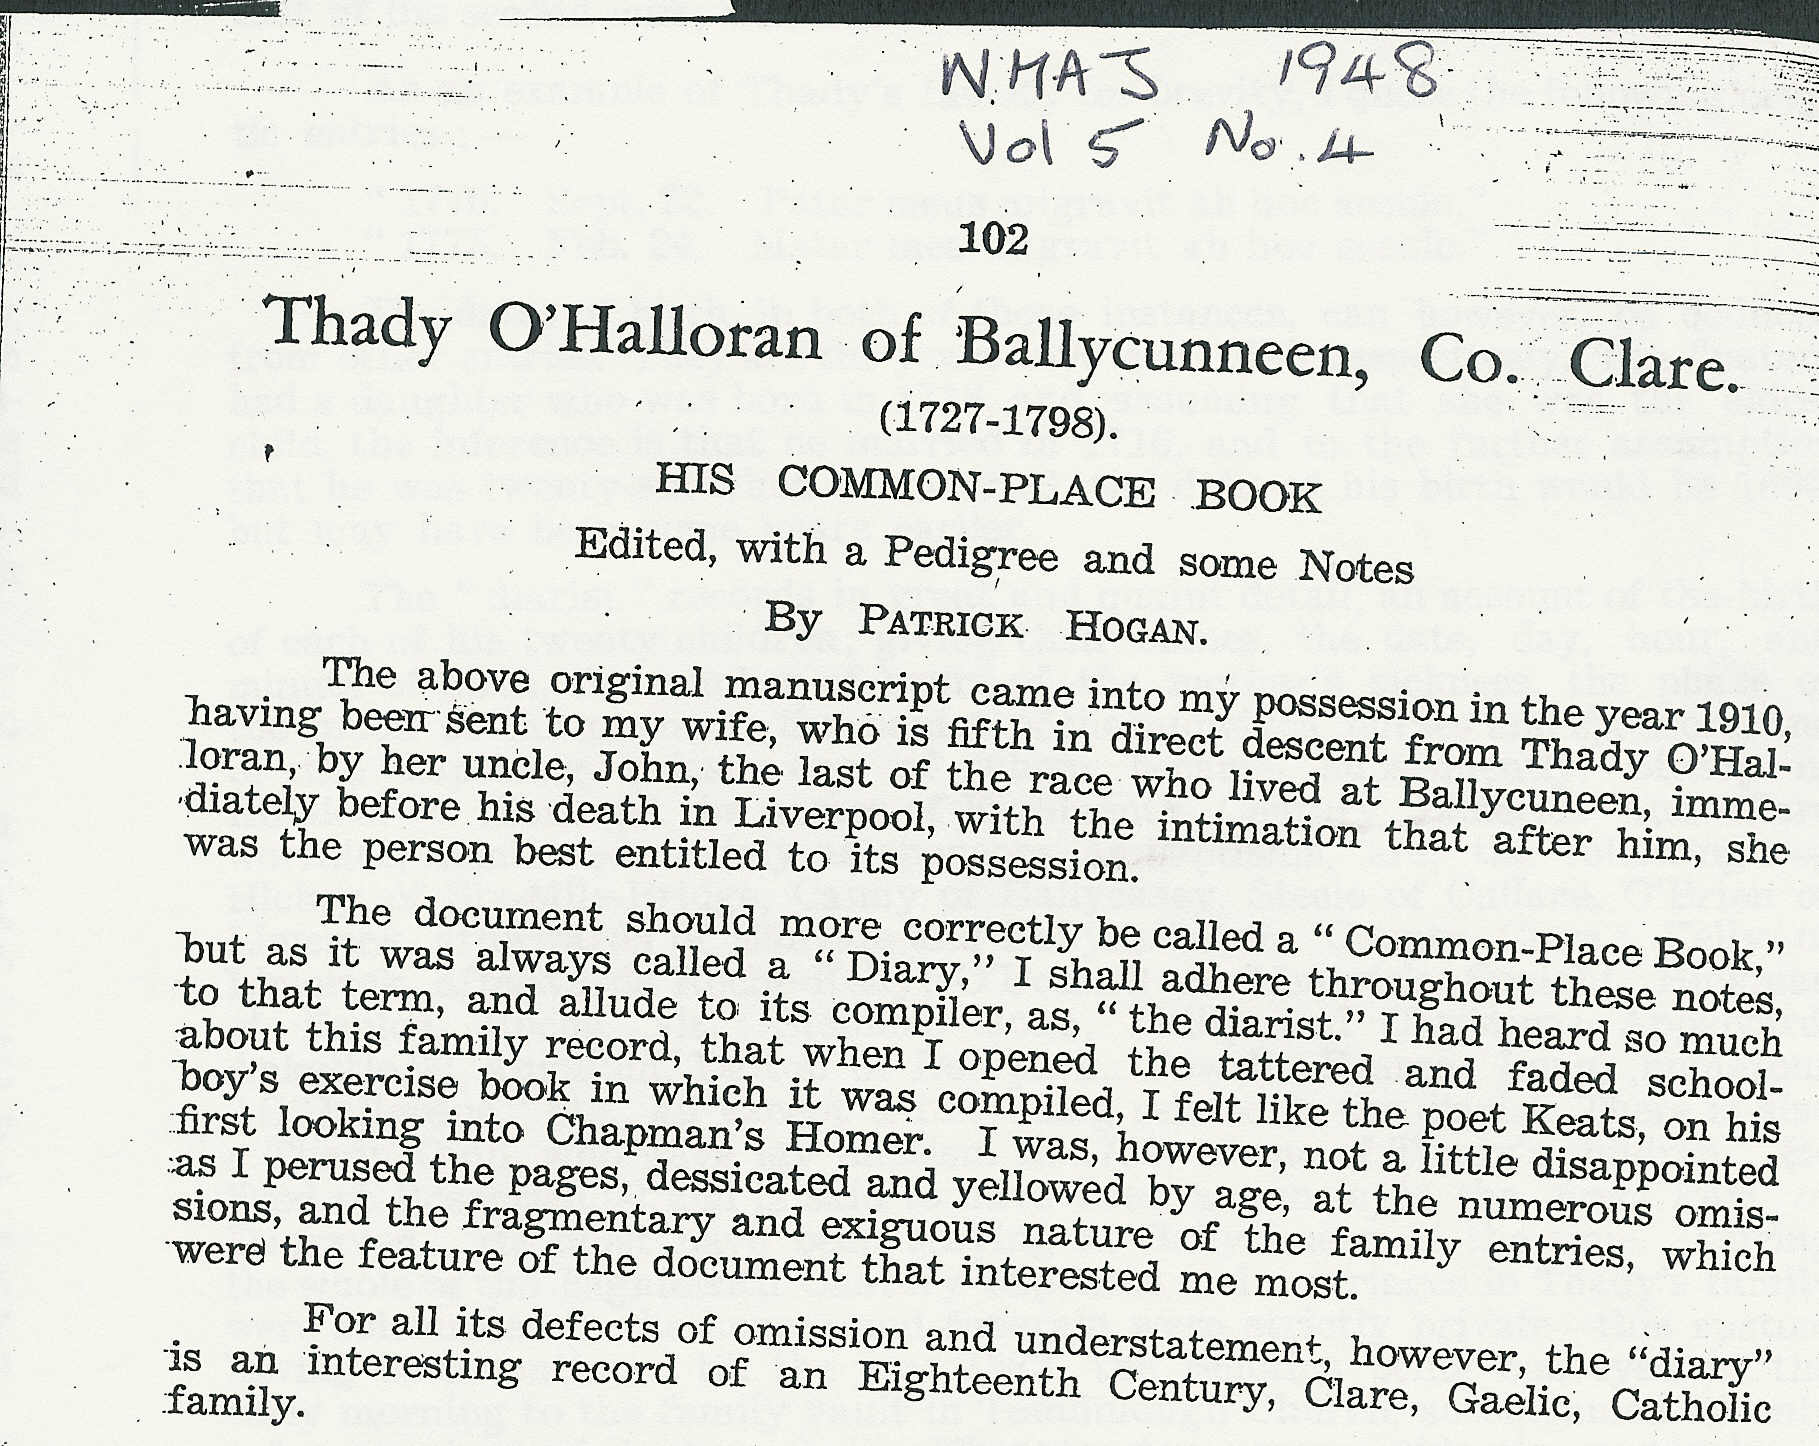 N.MAJ 1948
Vol 5 No. 4
102
Thady O'Halloran of Ballycunneen, Co. Clare.
(1727-1798).
HIS COMMON-PLACE BOOK
Edited, with a Pedigree and some Notes
By PATRICK HOGAN.
The above original manuscript came into my possession in the year 1910,
having been sent to my wife, who is fifth in direct descent from Thady O'Hal-
loran, by her uncle, John, the last of the race who lived at Ballycuneen, imme-
diately before his death in Liverpool, with the intimation that after him, she
was the person best entitled to its possession.
The document should more correctly be called a “ Common-Place Book,”
but as it was always called a “ Diary,” I shall adhere throughout these notes,
to that term, and allude to its compiler, as, “ the diarist.” I had heard so much
about this family record, that when I opened the tattered and faded school-
boy's exercise book in which it was compiled, I felt like the poet Keats, on his
first looking into Chapman's Homer. I was, however, not a little disappointed
as I perused the pages, dessicated and yellowed by age, at the numerous omis-
sions, and the fragmentary and exiguous nature of the family entries, which
were the feature of the document that interested me most.
For all its defects of omission and understatement, however, the “diary”
is an interesting record of an Eighteenth Century, Clare, Gaelic, Catholic
family.